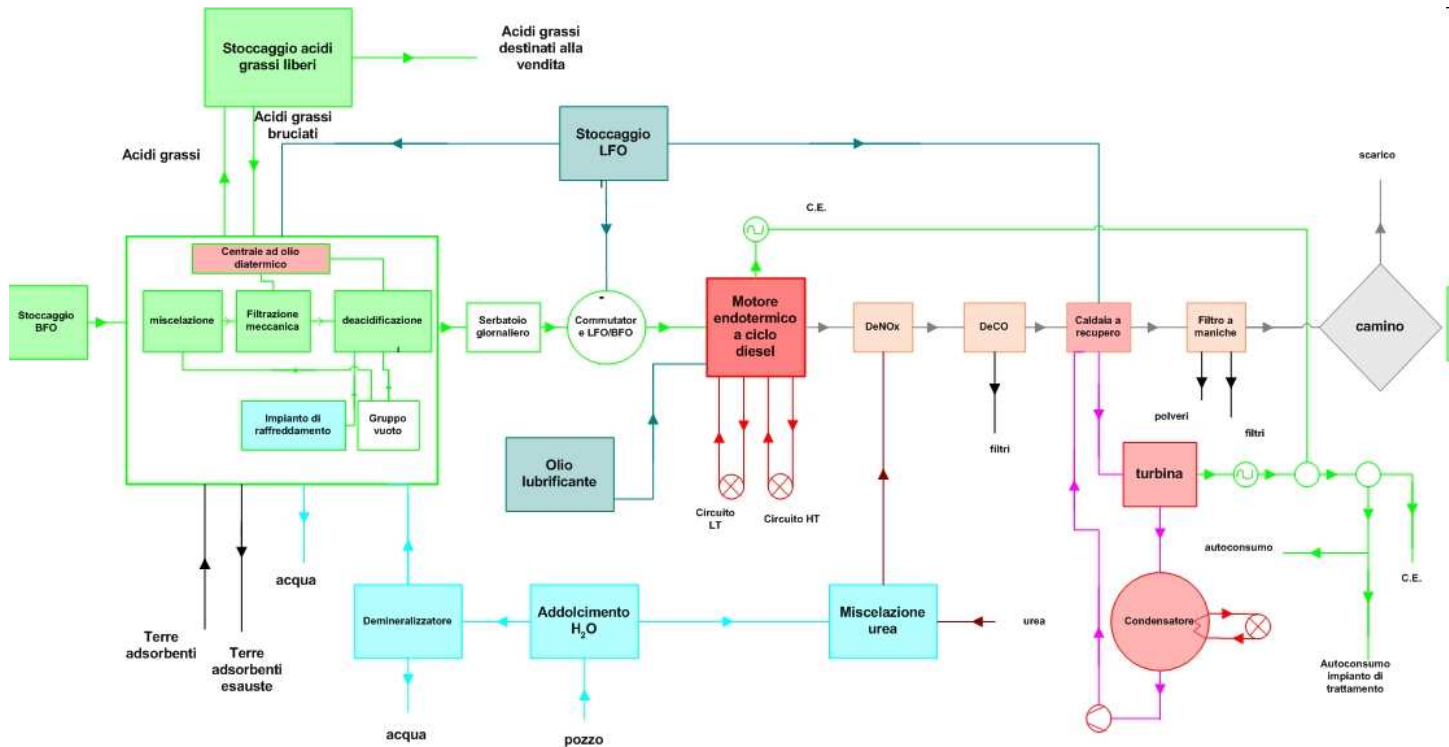 Stoccaggio acidi
grassi liberi
Acidi grassi
destinati alla
vendita
Acidi grassi
bruciati
Acidi grassi
Stoccaggio
LFO
scarico
C.E.
Centrale ad olio
diatermico
Stoccaggio
BFO
miscelazione
Filtrazione
meccanica
deacidificazione
Serbatoio
giornaliero
Commutator
e LFO/BFO
Motore
endotermico
a ciclo
diesel
DeNOx
DeCO
Caldaia a
recupero
Filtro a
maniche
camino
polveri
filtri
filtri
Impianto di
raffreddamento
Gruppo
vuoto
Olio
lubrificante
Circuito
LT
Circuito HT
turbina
autoconsumo
C.E.
acqua
Terre
adsorbenti
Terre
adsorbenti
esauste
Demineralizzatore
Addolcimento
H₂O
Miscelazione
urea
urea
Condensatore
Autoconsumo
impianto di
trattamento
acqua
pozzo